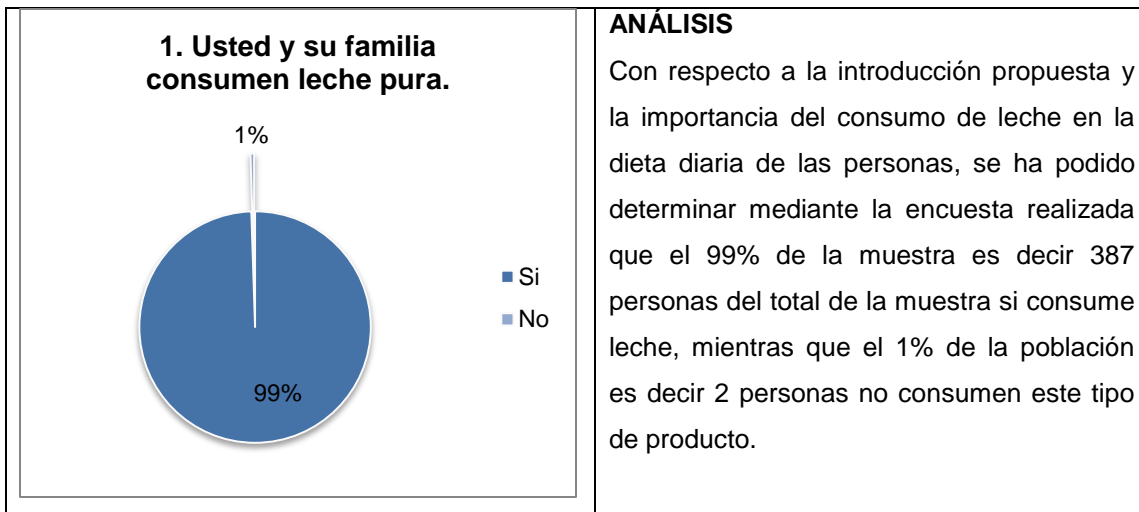 1. Usted y su familia
consumen leche pura.
1%
99%
Si
No
ANÁLISIS
Con respecto a la introducción propuesta y
la importancia del consumo de leche en la
dieta diaria de las personas, se ha podido
determinar mediante la encuesta realizada
que el 99% de la muestra es decir 387
personas del total de la muestra si consume
leche, mientras que el 1% de la población
es decir 2 personas no consumen este tipo
de producto.